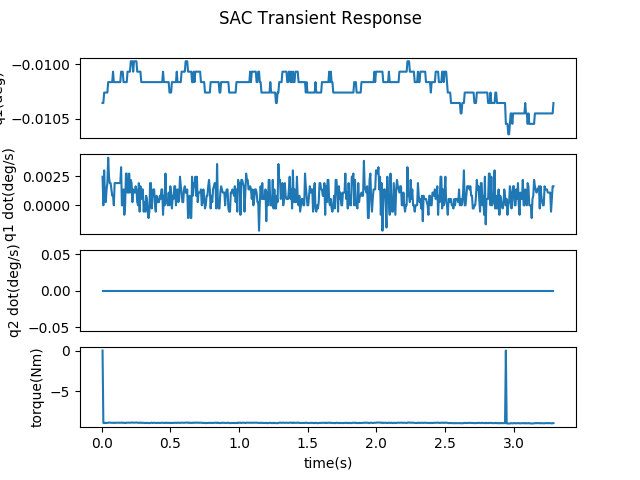 SAC Transient Response
−0.0100
−0.0105
q1(deg)
0.0025
0.0000
q1 dot(deg/s)
0.05
0.00
−0.05
q2 dot(deg/s)
0
−5
torque(Nm)
0.0 0.5 1.0 1.5 2.0 2.5 3.0
time(s)